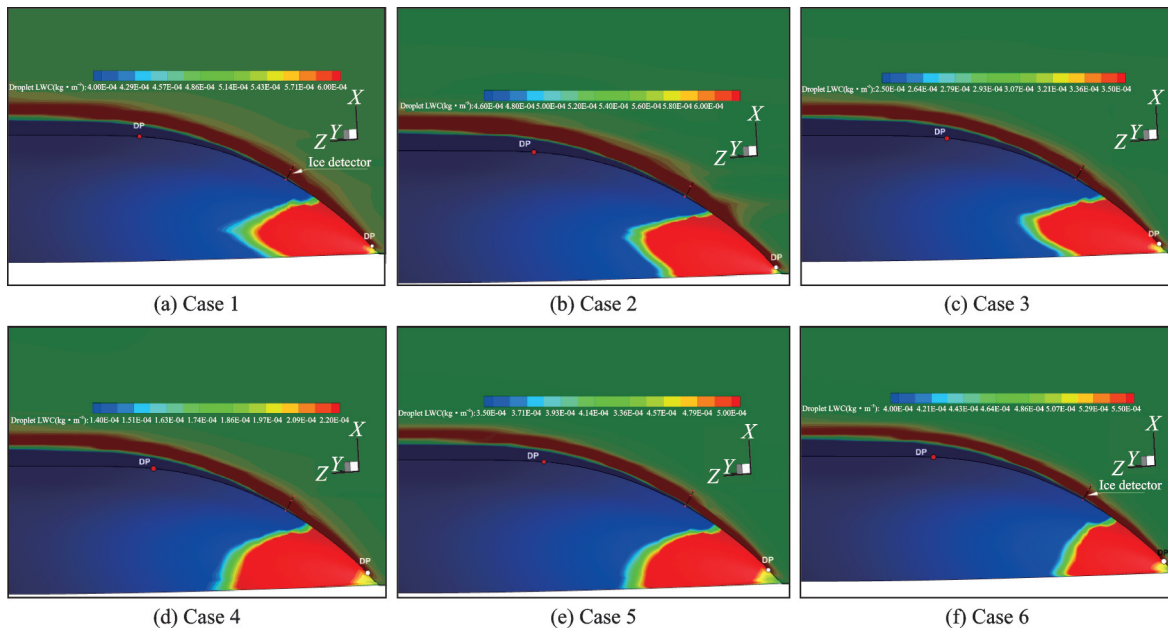 Droplet LWC(kg·m⁻³): 4.00E-04 4.29E-04 4.57E-04 4.86E-04 5.14E-04 5.43E-04 5.71E-04 6.00E-04
X
Z Y
DP
Ice detector
DP
(a) Case 1
Droplet LWC(kg·m⁻³): 4.60E-04 4.80E-04 5.00E-04 5.20E-04 5.40E-04 5.60E-04 5.80E-04 6.00E-04
X
Z Y
DP
DP
(b) Case 2
Droplet LWC(kg·m⁻³): 2.50E-04 2.64E-04 2.79E-04 2.93E-04 3.07E-04 3.21E-04 3.36E-04 3.50E-04
X
Z Y
DP
DP
(c) Case 3
Droplet LWC(kg·m⁻³): 1.40E-04 1.51E-04 1.63E-04 1.74E-04 1.86E-04 1.97E-04 2.09E-04 2.20E-04
X
Z Y
DP
DP
(d) Case 4
Droplet LWC(kg·m⁻³): 3.50E-04 3.71E-04 3.93E-04 4.14E-04 3.36E-04 4.57E-04 4.79E-04 5.00E-04
X
Z Y
DP
DP
(e) Case 5
Droplet LWC(kg·m⁻³): 4.00E-04 4.21E-04 4.43E-04 4.64E-04 4.86E-04 5.07E-04 5.29E-04 5.50E-04
X
Z Y
DP
Ice detector
DP
(f) Case 6